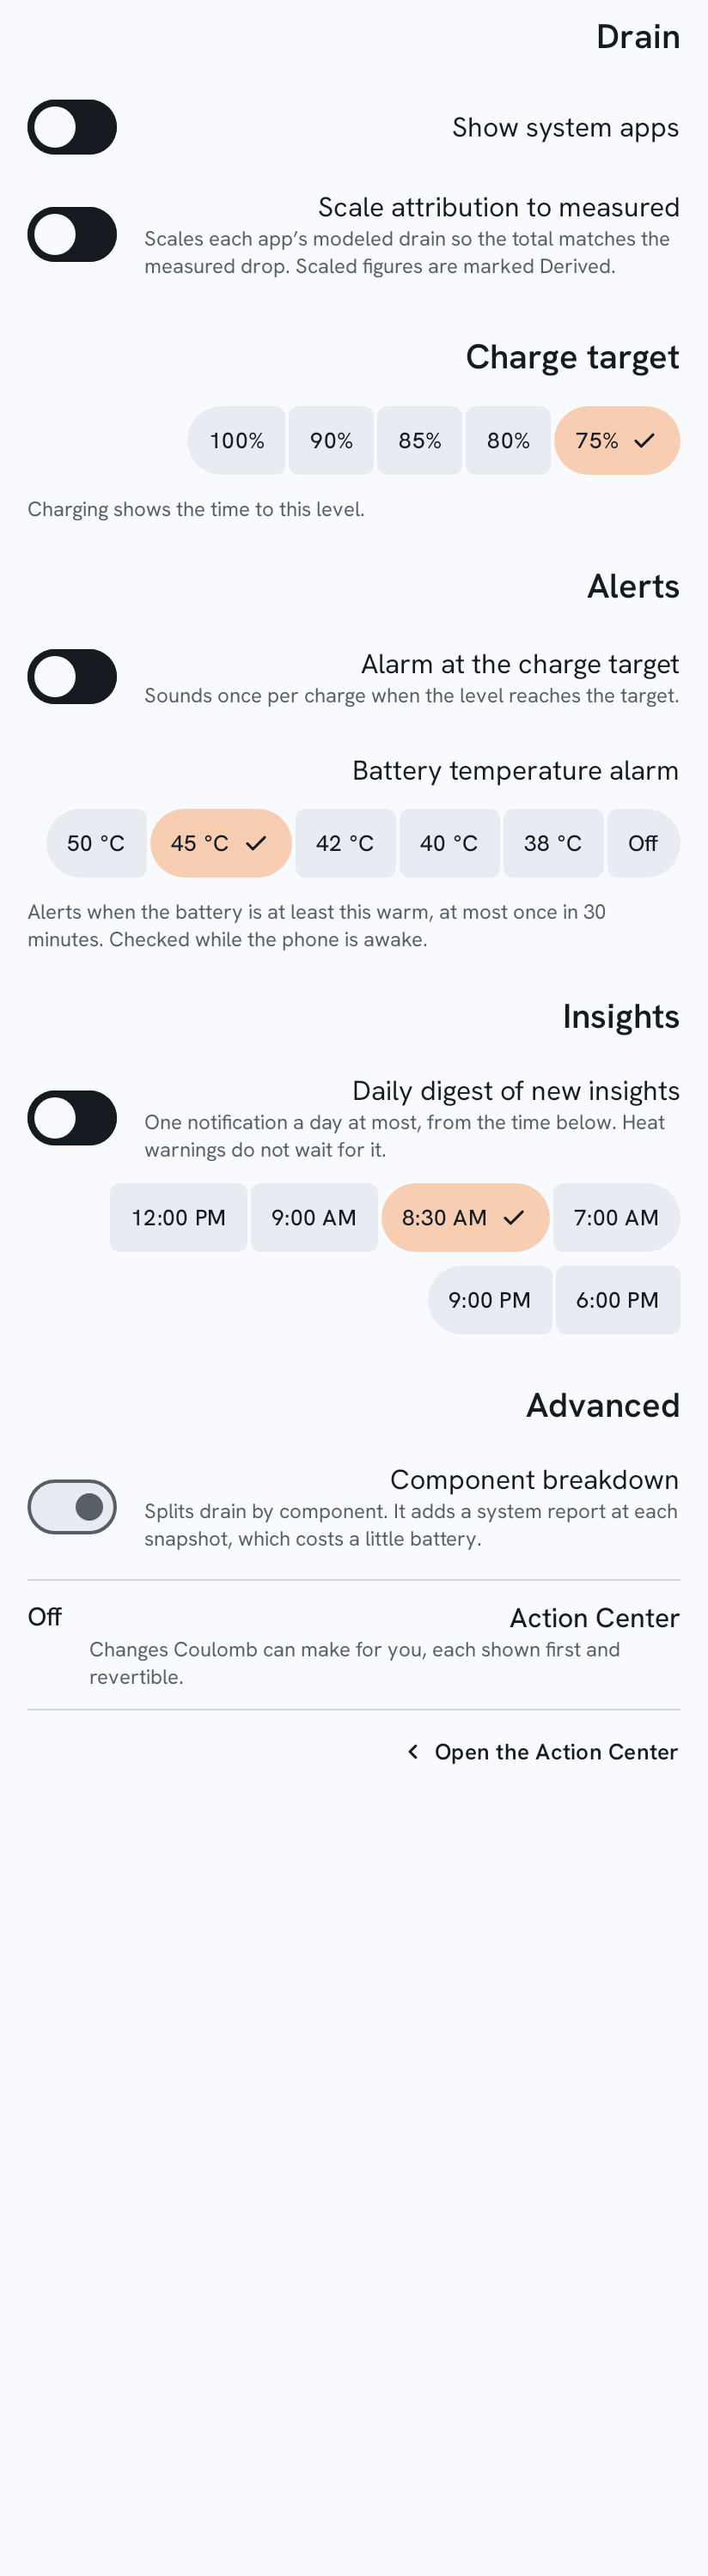 Drain
Show system apps
Scale attribution to measured
Scales each app’s modeled drain so the total matches the
measured drop. Scaled figures are marked Derived.
Charge target
100% 90% 85% 80% 75%
Charging shows the time to this level.
Alerts
Alarm at the charge target
Sounds once per charge when the level reaches the target.
Battery temperature alarm
50 °C 45 °C 42 °C 40 °C 38 °C Off
Alerts when the battery is at least this warm, at most once in 30
minutes. Checked while the phone is awake.
Insights
Daily digest of new insights
One notification a day at most, from the time below. Heat
warnings do not wait for it.
12:00 PM 9:00 AM 8:30 AM 7:00 AM
9:00 PM 6:00 PM
Advanced
Component breakdown
Splits drain by component. It adds a system report at each
snapshot, which costs a little battery.
Off Action Center
Changes Coulomb can make for you, each shown first and
revertible.
Open the Action Center